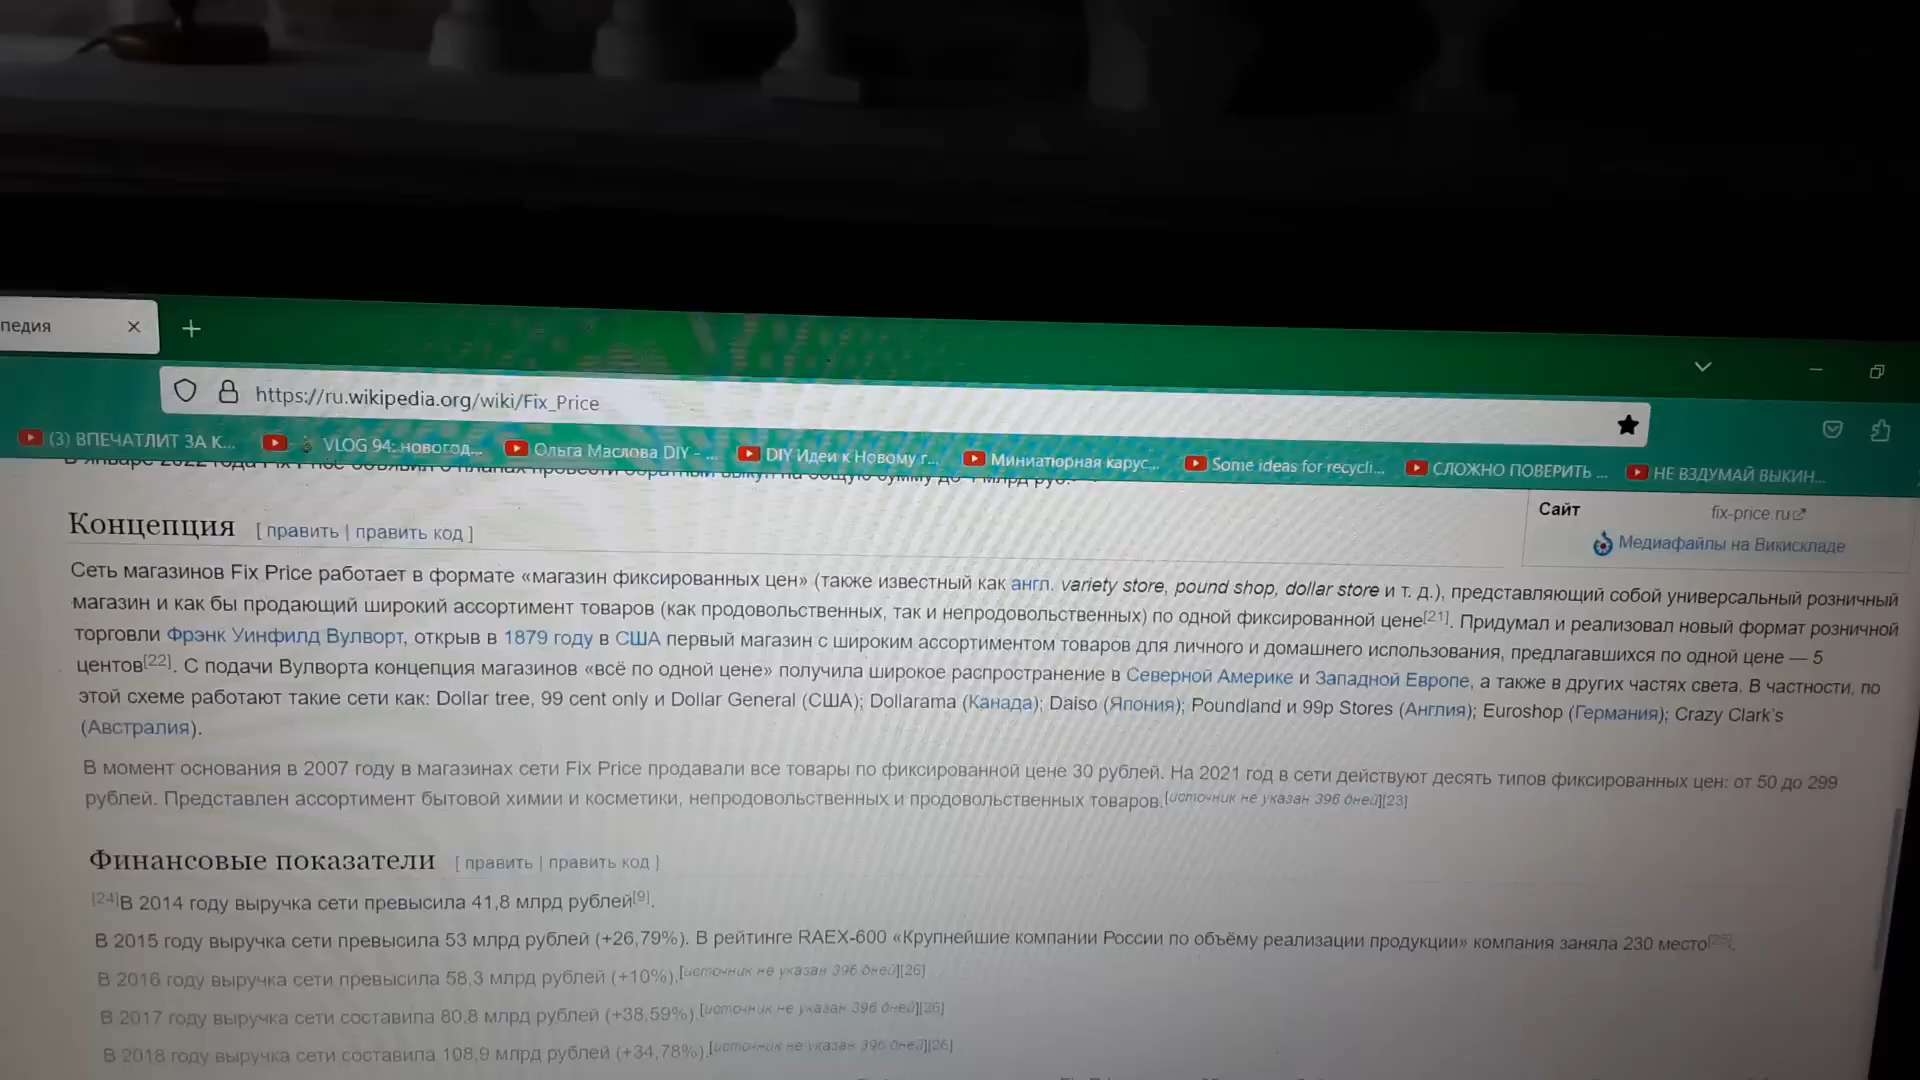 педия
https://ru.wikipedia.org/wiki/Fix_Price
(3) ВПЕЧАТЛИТ ЗА К...
VLOG 94: новогод...
Ольга Маслова DIY - ...
DIY Идеи к Новому г...
Миниатюрная карус...
Some ideas for recycli...
СЛОЖНО ПОВЕРИТЬ ...
НЕ ВЗДУМАЙ ВЫКИН...
В январе 2022 года Fix Price объявил о планах провести обратный выкуп на общую сумму до
Сайт fix-price.ru
Медиафайлы на Викискладе
Концепция [ править | править код ]
Сеть магазинов Fix Price работает в формате «магазин фиксированных цен» (также известный как англ. variety store, pound shop, dollar store и т. д.), представляющий собой универсальный розничный
магазин и как бы продающий широкий ассортимент товаров (как продовольственных, так и непродовольственных) по одной фиксированной цене[21]. Придумал и реализовал новый формат розничной
торговли Фрэнк Уинфилд Вулворт, открыв в 1879 году в США первый магазин с широким ассортиментом товаров для личного и домашнего использования, предлагавшихся по одной цене — 5
центов[22]. С подачи Вулворта концепция магазинов «всё по одной цене» получила широкое распространение в Северной Америке и Западной Европе, а также в других частях света. В частности, по
этой схеме работают такие сети как: Dollar tree, 99 cent only и Dollar General (США); Dollarama (Канада); Daiso (Япония); Poundland и 99p Stores (Англия); Euroshop (Германия); Crazy Clark's
(Австралия).
В момент основания в 2007 году в магазинах сети Fix Price продавали все товары по фиксированной цене 30 рублей. На 2021 год в сети действуют десять типов фиксированных цен: от 50 до 299
рублей. Представлен ассортимент бытовой химии и косметики, непродовольственных и продовольственных товаров.[источник не указан 396 дней][23]
Финансовые показатели [ править | править код ]
[24]В 2014 году выручка сети превысила 41,8 млрд рублей[9].
В 2015 году выручка сети превысила 53 млрд рублей (+26,79%). В рейтинге RAEX-600 «Крупнейшие компании России по объёму реализации продукции» компания заняла 230 место
В 2016 году выручка сети превысила 58,3 млрд рублей (+10%).[источник не указан 396 дней][26]
В 2017 году выручка сети составила 80,8 млрд рублей (+38,59%).[источник не указан 396 дней][26]
В 2018 году выручка сети составила 108,9 млрд рублей (+34,78%).[источник не указан 396 дней][26]